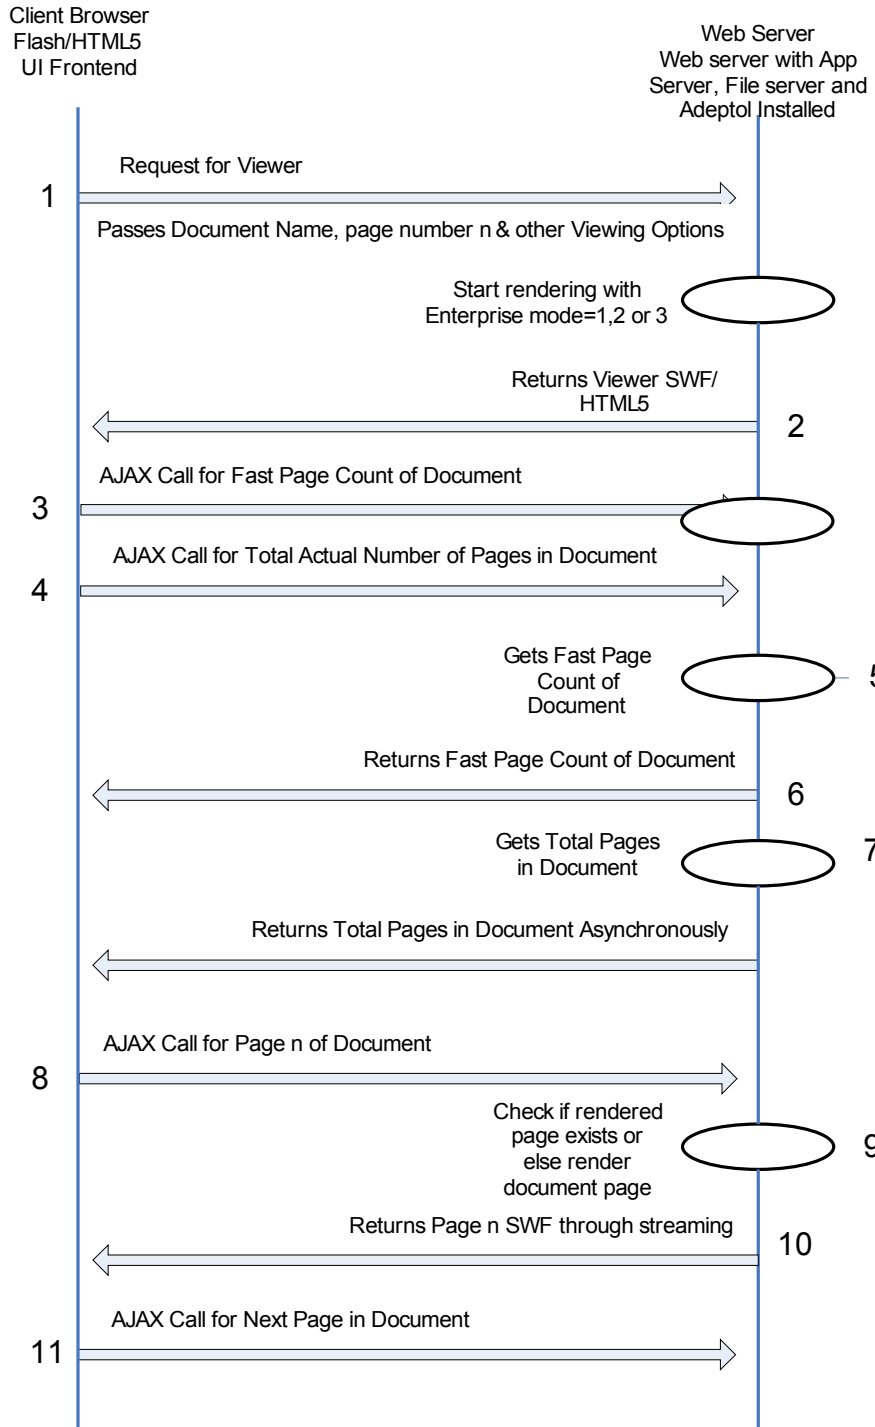 Client Browser
Flash/HTML5
UI Frontend
Web Server
Web server with App
Server, File server and
Adeptol Installed
Request for Viewer
1
Passes Document Name, page number n & other Viewing Options
Start rendering with
Enterprise mode=1,2 or 3
Returns Viewer SWF/
HTML5
2
AJAX Call for Fast Page Count of Document
3
AJAX Call for Total Actual Number of Pages in Document
4
Gets Fast Page
Count of
Document
5
Returns Fast Page Count of Document
6
Gets Total Pages
in Document
7
Returns Total Pages in Document Asynchronously
AJAX Call for Page n of Document
8
Check if rendered
page exists or
else render
document page
9
Returns Page n SWF through streaming
10
AJAX Call for Next Page in Document
11